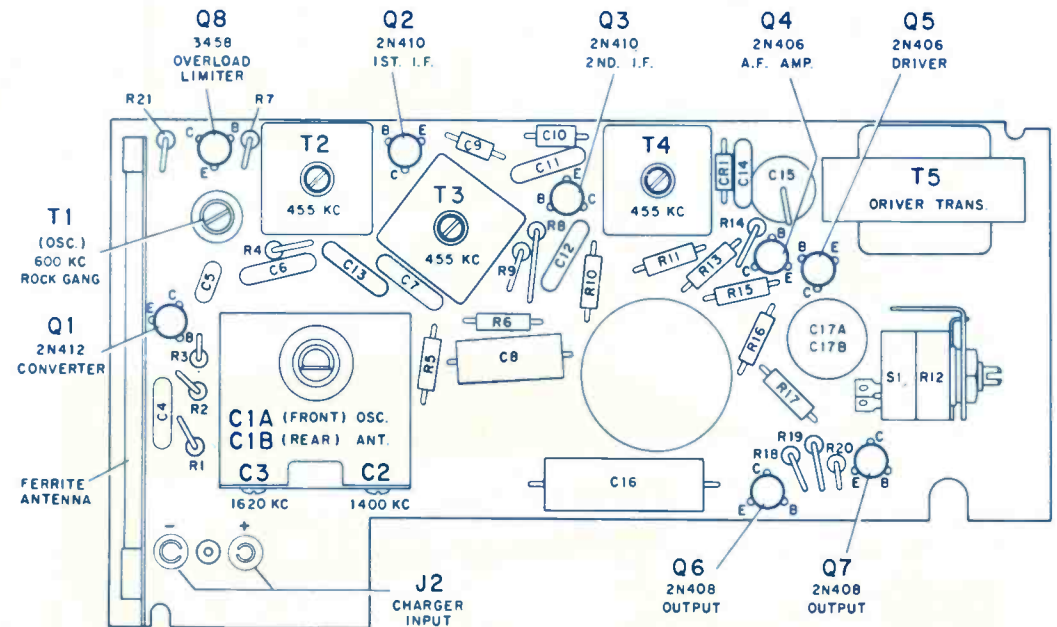 Q8
3458
OVERLOAD
LIMITER
Q2
2N410
1ST. I.F.
Q3
2N410
2ND. I.F.
Q4
2N406
A.F. AMP.
Q5
2N406
DRIVER
R21
C
B
E
R7
T2
455 KC
B
E
C
C9
C10
C11
T3
455 KC
E
B
C
T4
455 KC
CR1
C14
C15
T5
DRIVER TRANS.
T1
(OSC.)
600 KC
ROCK GANG
R4
C6
C5
C13
C7
R8
R9
C12
R10
R11
R13
R14
R15
B
C
E
B
E
C
Q1
2N412
CONVERTER
E
C
B
R3
R2
R1
C4
R5
R6
C8
R16
R17
C17A
C17B
S1
R12
C1A (FRONT) OSC.
C1B (REAR) ANT.
C3
C2
1620 KC
1400 KC
FERRITE
ANTENNA
C16
R18
R19
R20
C
E
B
C
E
B
-
+
J2
CHARGER
INPUT
Q6
2N408
OUTPUT
Q7
2N408
OUTPUT